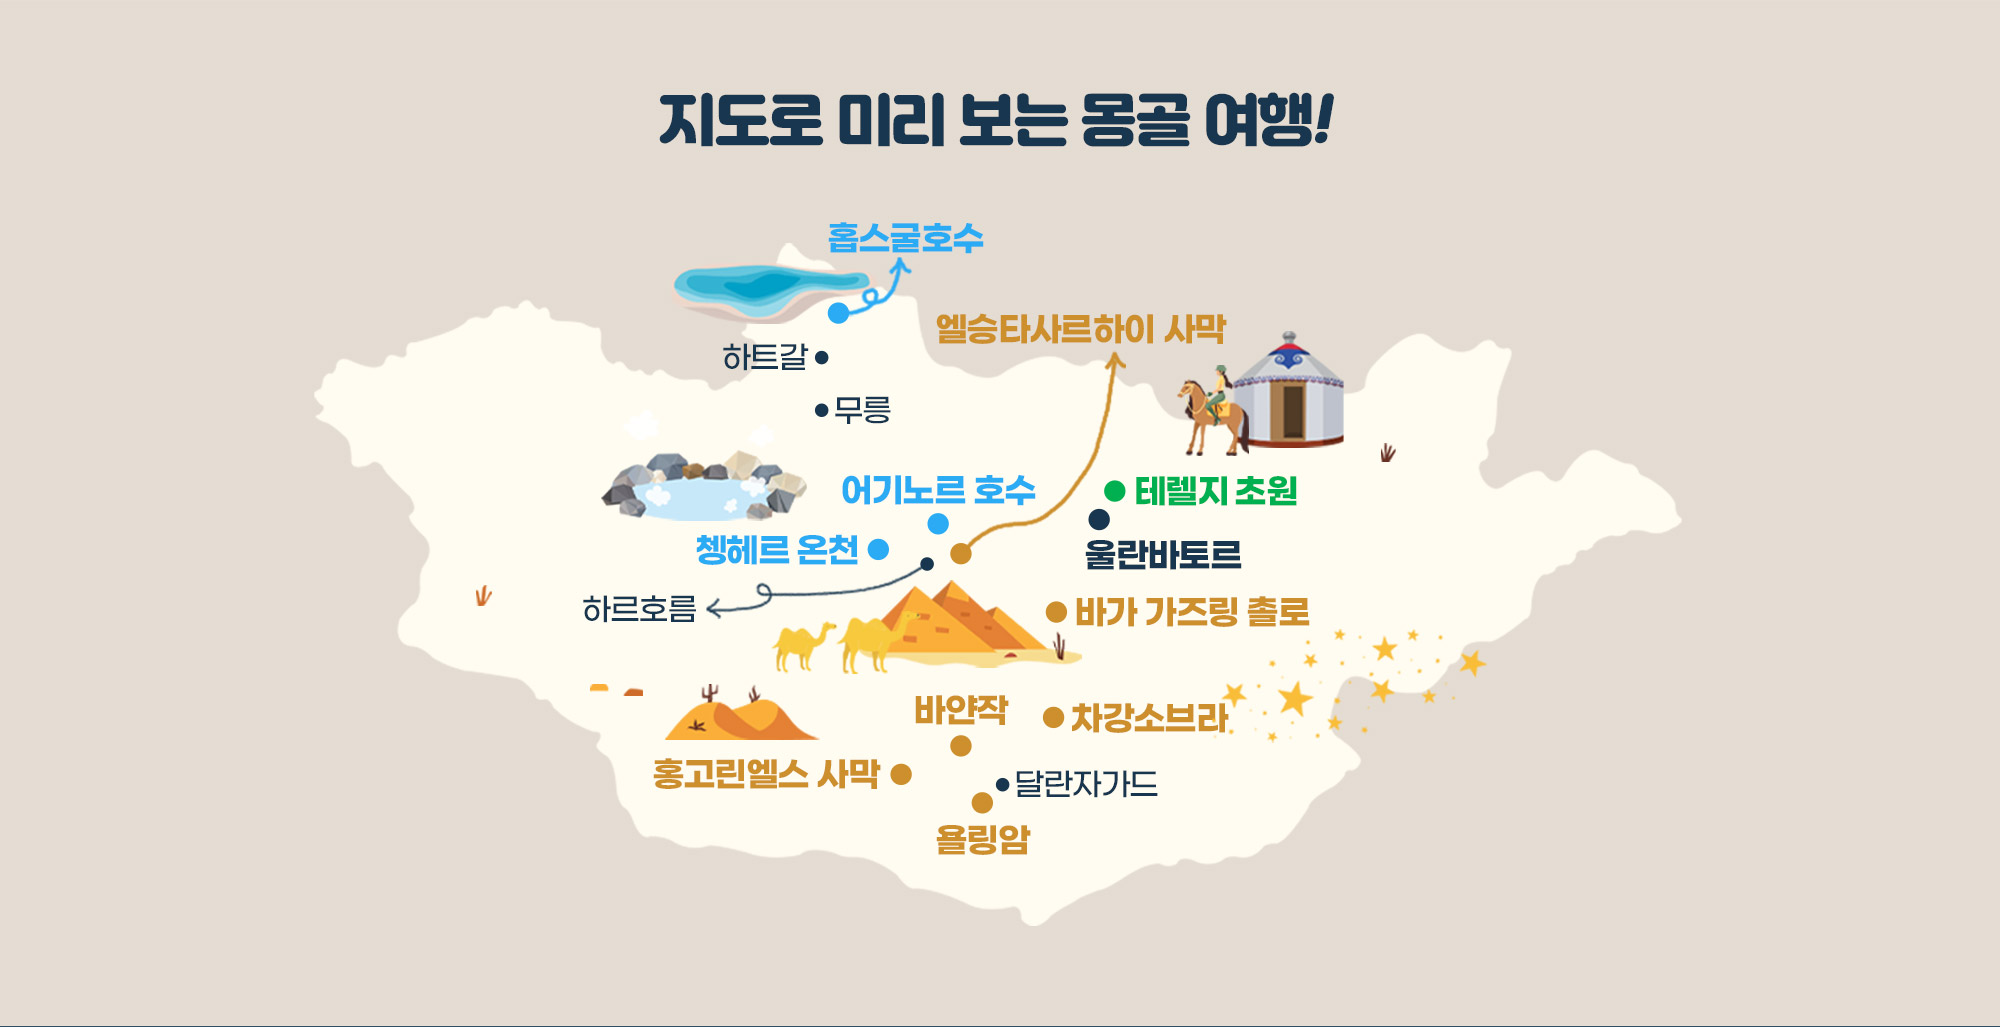 지도로 미리 보는 몽골 여행!
홉스굴호수
엘승타사르하이 사막
하트갈
무릉
어기노르 호수
테렐지 초원
쳉헤르 온천
울란바토르
하르호름
바가 가즈링 촐로
바얀작
차강소브라
홍고린엘스 사막
달란자가드
욜링암